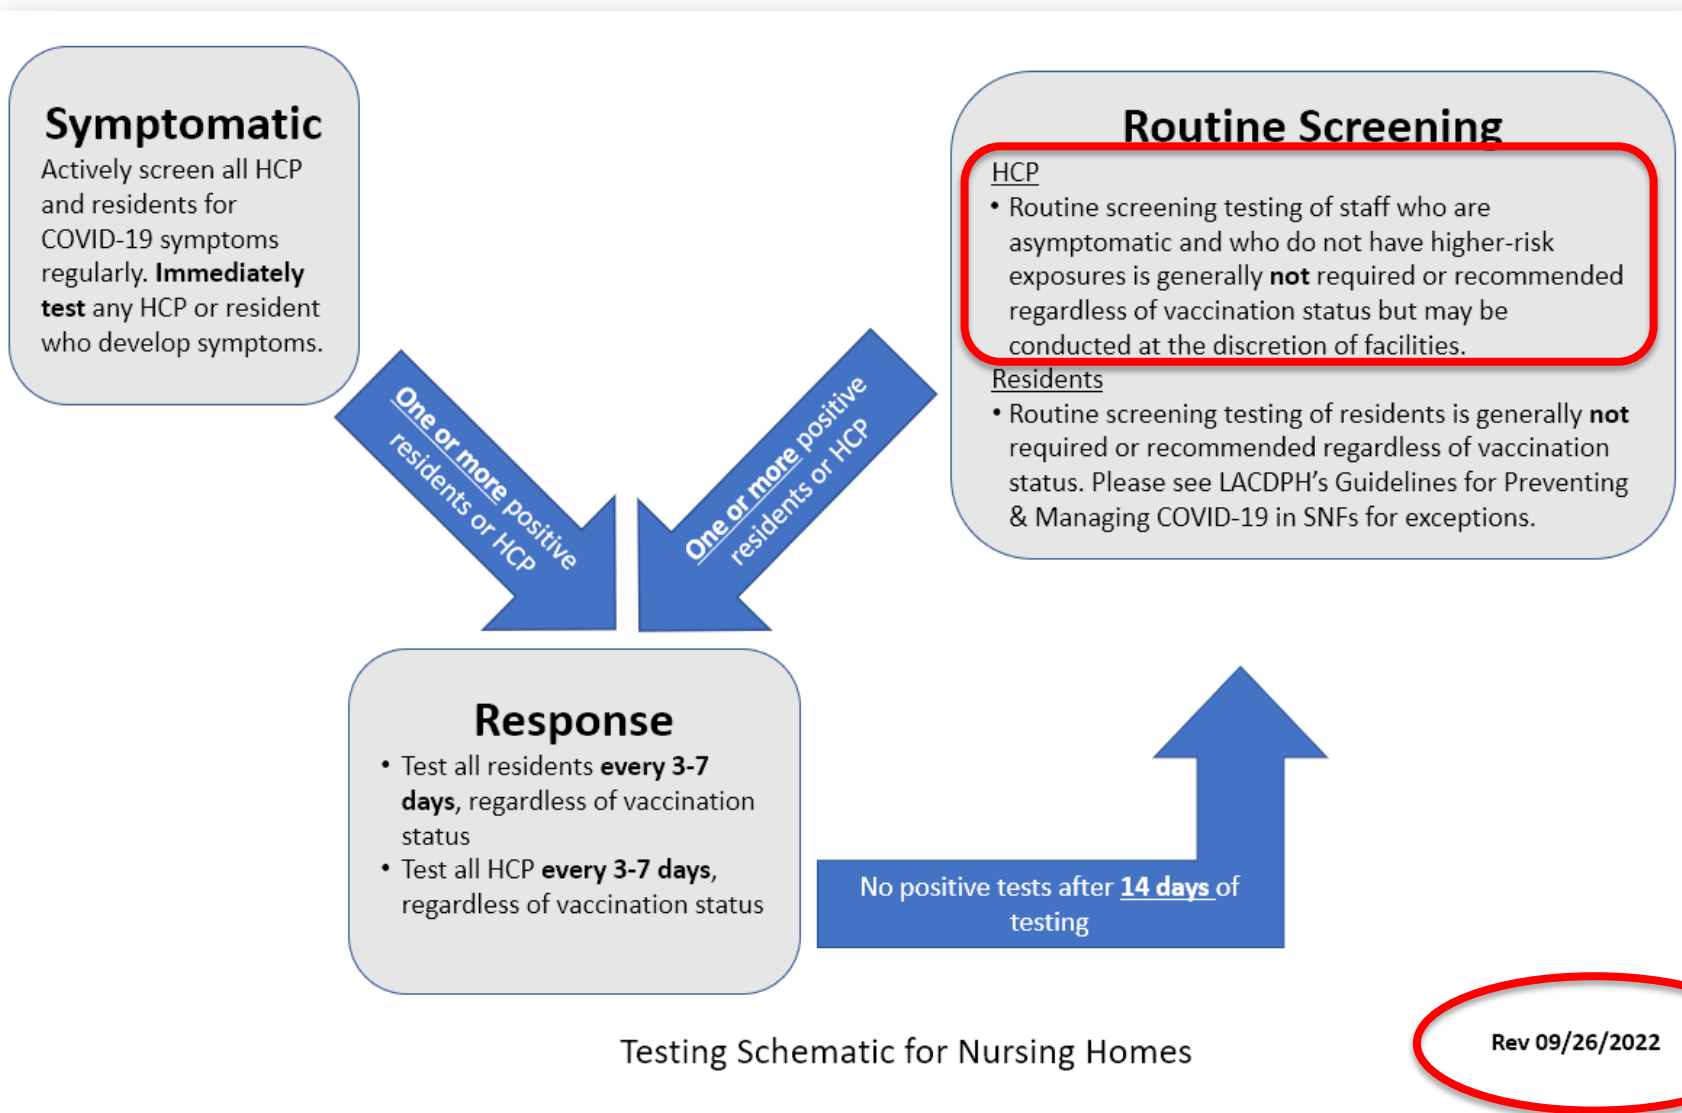 Symptomatic
Actively screen all HCP
and residents for
COVID-19 symptoms
regularly. Immediately
test any HCP or resident
who develop symptoms.
Routine Screening
HCP
• Routine screening testing of staff who are
asymptomatic and who do not have higher-risk
exposures is generally not required or recommended
regardless of vaccination status but may be
conducted at the discretion of facilities.
Residents
• Routine screening testing of residents is generally not
required or recommended regardless of vaccination
status. Please see LACDPH's Guidelines for Preventing
& Managing COVID-19 in SNFs for exceptions.
One or more positive
residents or HCP
One or more positive
residents or HCP
Response
• Test all residents every 3-7
days, regardless of vaccination
status
• Test all HCP every 3-7 days,
regardless of vaccination status
No positive tests after 14 days of
testing
Testing Schematic for Nursing Homes
Rev 09/26/2022